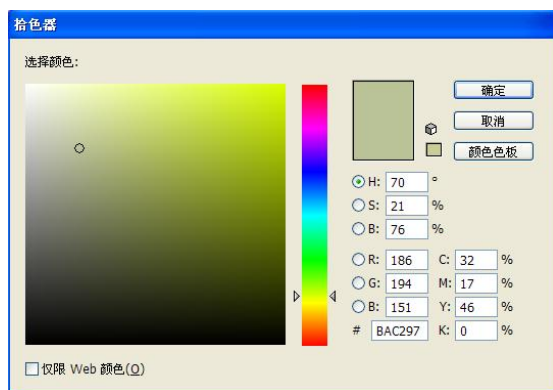 拾色器
选择颜色:
确定
取消
颜色色板
H: 70 °
S: 21 %
B: 76 %
R: 186 C: 32 %
G: 194 M: 17 %
B: 151 Y: 46 %
# BAC297 K: 0 %
仅限 Web 颜色(O)